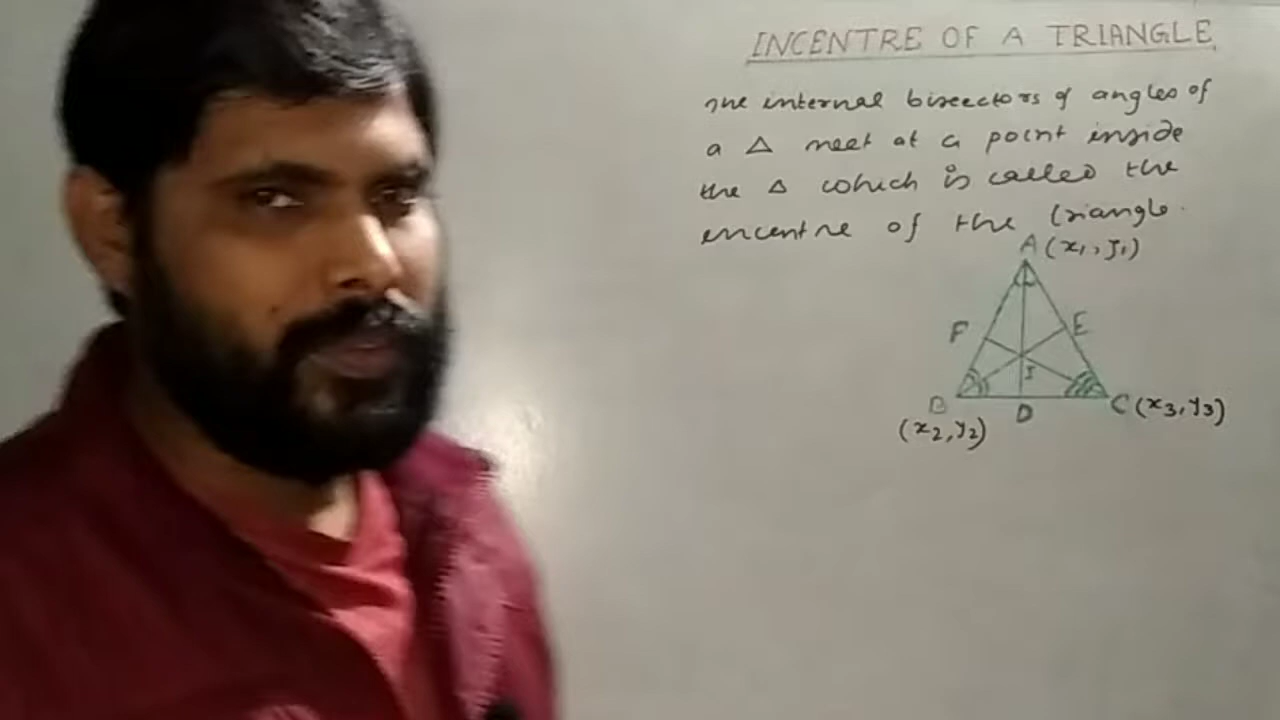 INCENTRE OF A TRIANGLE
The internal bisectors of angles of
a Δ meet at a point inside
the Δ which is called the
incentre of the triangle.
A (x₁, y₁)
F
E
I
B
D
C (x₃, y₃)
(x₂, y₂)